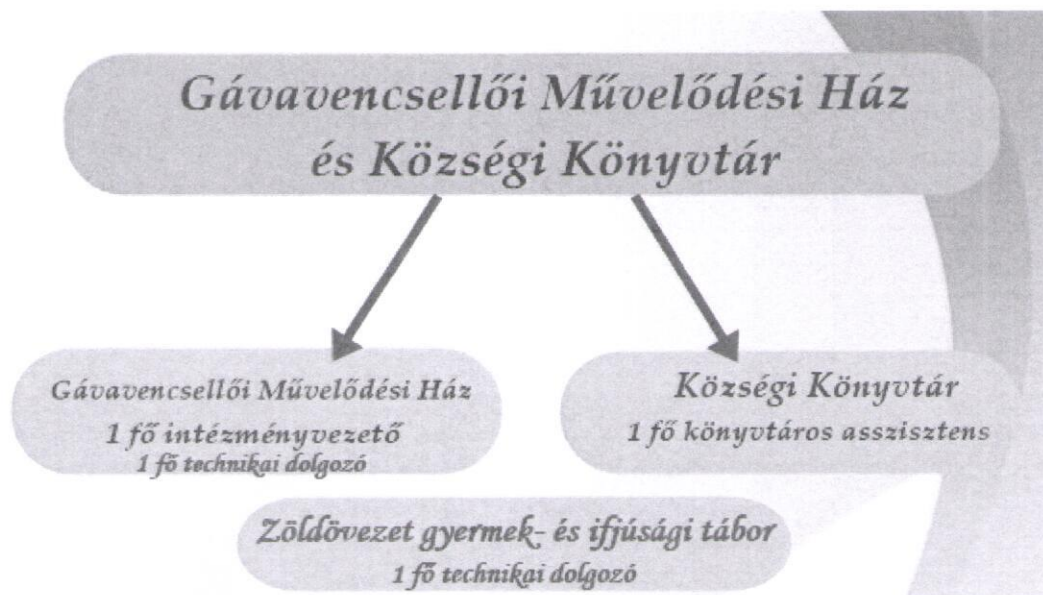 Gávavencsellői Művelődési Ház
és Községi Könyvtár
Gávavencsellői Művelődési Ház
1 fő intézményvezető
1 fő technikai dolgozó
Községi Könyvtár
1 fő könyvtáros asszisztens
Zöldövezet gyermek- és ifjúsági tábor
1 fő technikai dolgozó